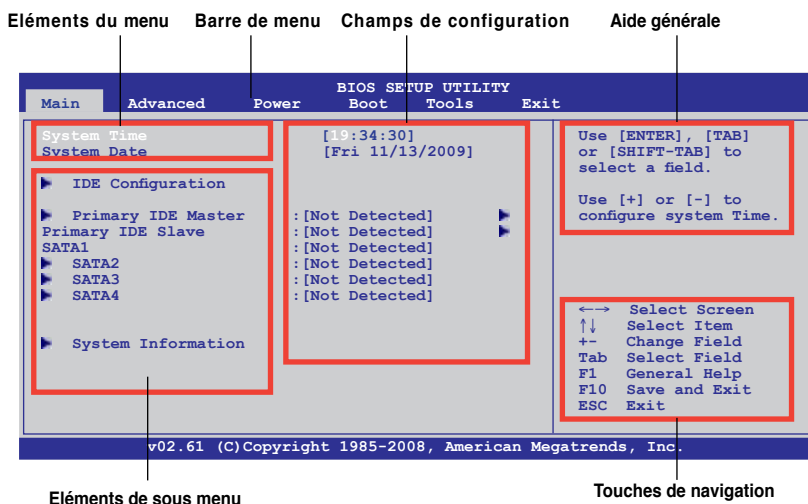 Eléments du menu Barre de menu Champs de configuration Aide générale
BIOS SETUP UTILITY
Main Advanced Power Boot Tools Exit
System Time [19:34:30]
System Date [Fri 11/13/2009]
IDE Configuration
Primary IDE Master :[Not Detected]
Primary IDE Slave :[Not Detected]
SATA1 :[Not Detected]
SATA2 :[Not Detected]
SATA3 :[Not Detected]
SATA4 :[Not Detected]
System Information
Use [ENTER], [TAB]
or [SHIFT-TAB] to
select a field.
Use [+] or [-] to
configure system Time.
←→ Select Screen
↑↓ Select Item
+- Change Field
Tab Select Field
F1 General Help
F10 Save and Exit
ESC Exit
v02.61 (C)Copyright 1985-2008, American Megatrends, Inc.
Eléments de sous menu Touches de navigation